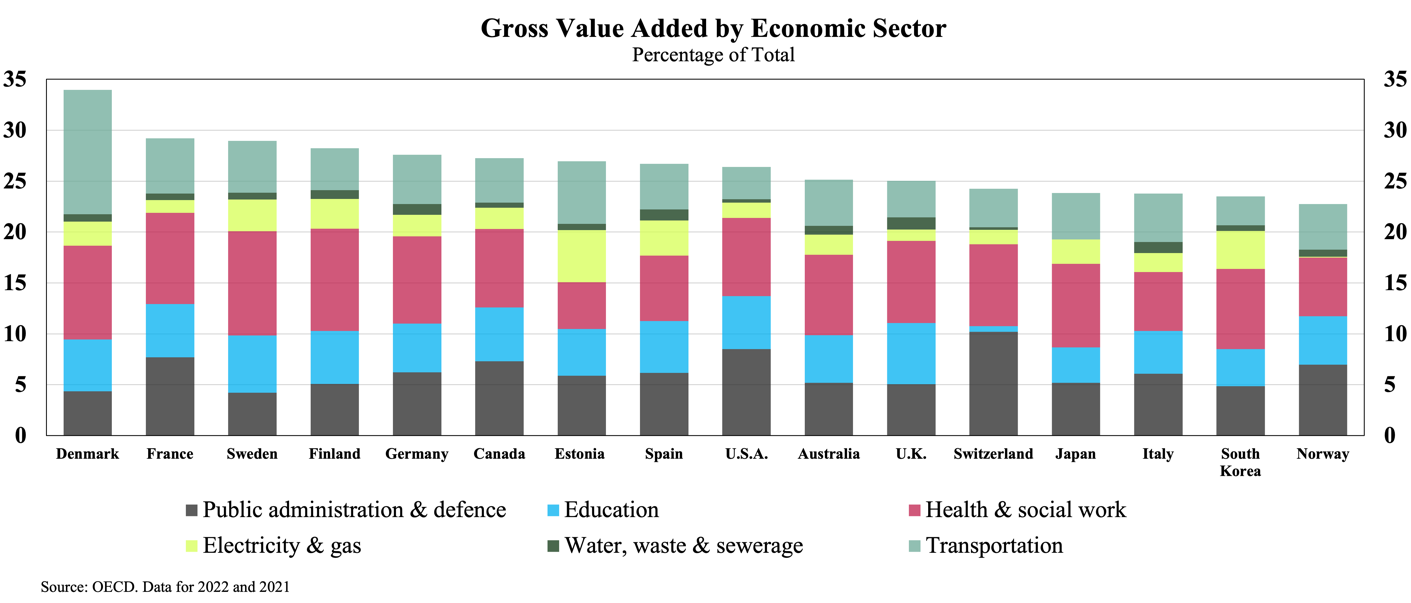 Gross Value Added by Economic Sector
Percentage of Total
35
30
25
20
15
10
5
0
35
30
25
20
15
10
5
0
Denmark France Sweden Finland Germany Canada Estonia Spain U.S.A. Australia U.K. Switzerland Japan Italy South Korea Norway
Public administration & defence Education Health & social work
Electricity & gas Water, waste & sewerage Transportation
Source: OECD. Data for 2022 and 2021